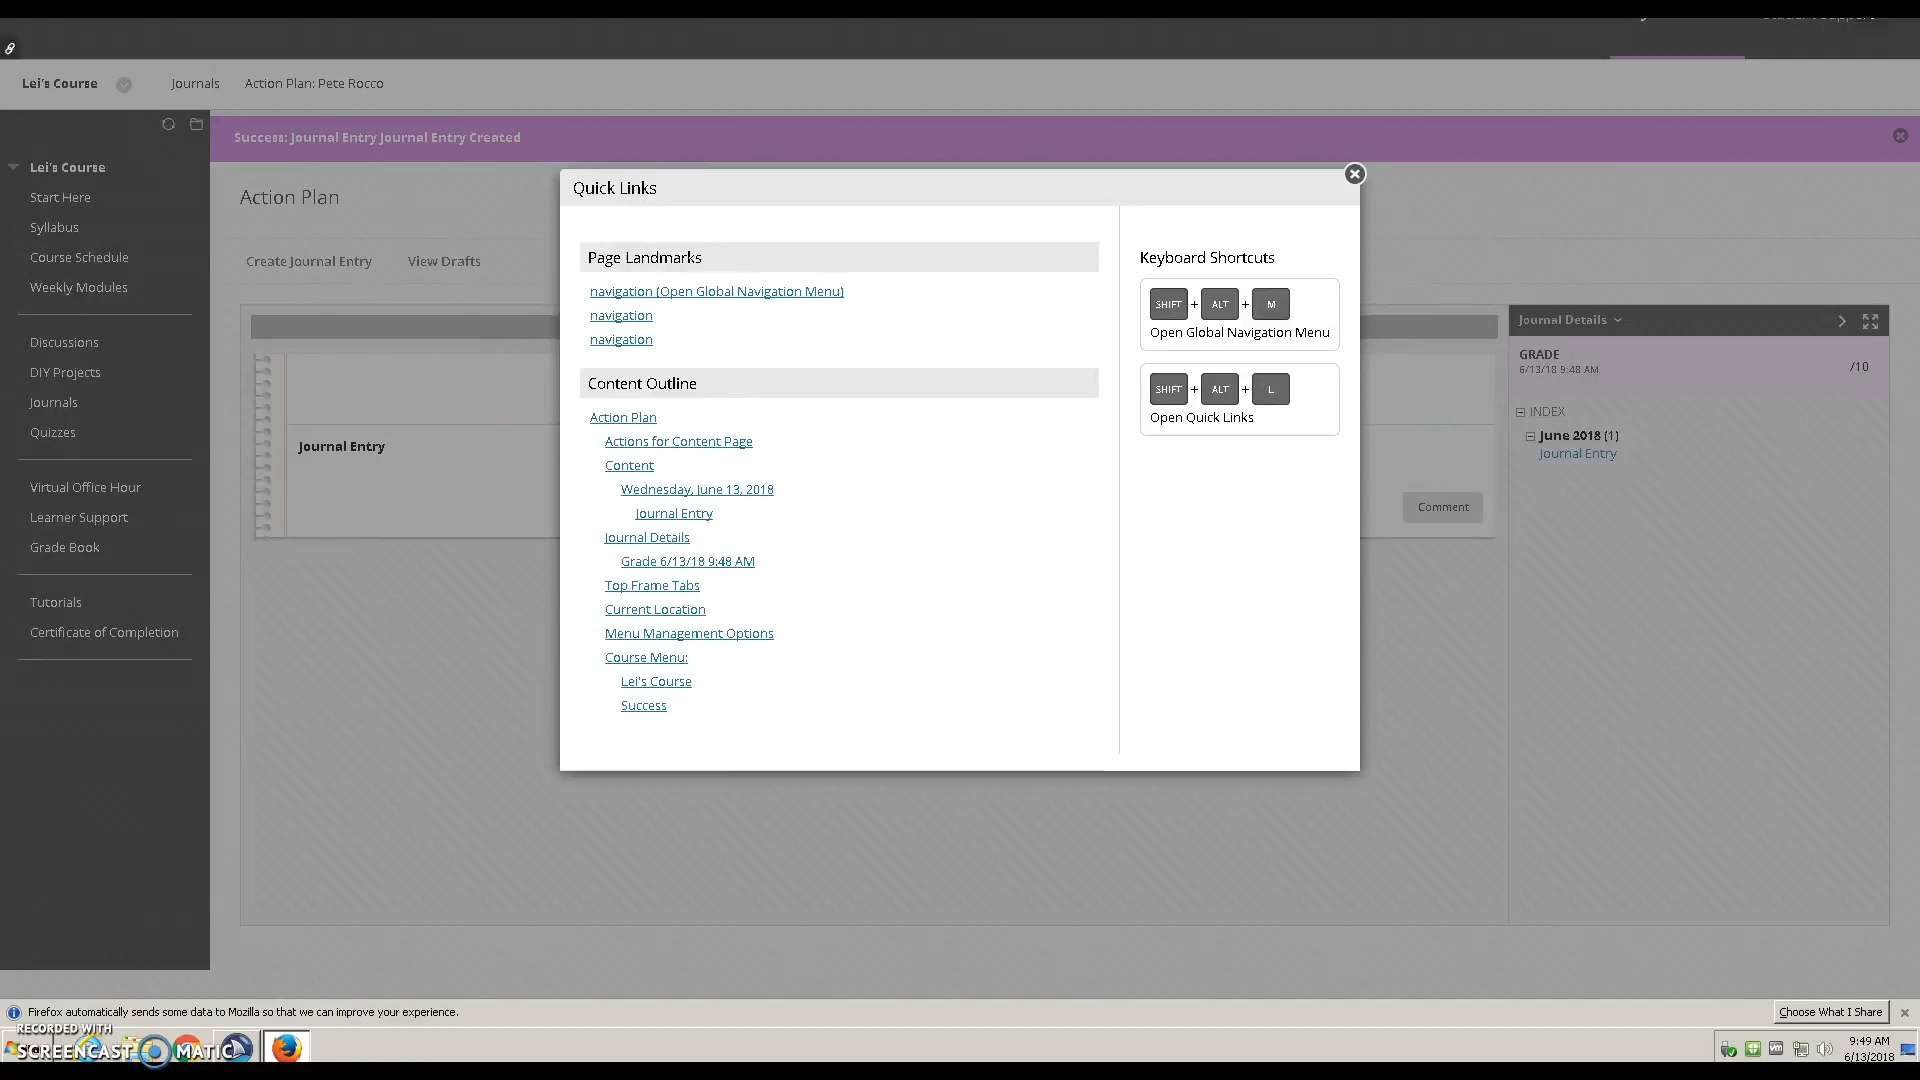 Lei's Course
Journals
Action Plan: Pete Rocco
Success: Journal Entry Journal Entry Created
Lei's Course
Start Here
Syllabus
Course Schedule
Weekly Modules
Discussions
DIY Projects
Journals
Quizzes
Virtual Office Hour
Learner Support
Grade Book
Tutorials
Certificate of Completion
Action Plan
Create Journal Entry
View Drafts
Journal Entry
Comment
Quick Links
Page Landmarks
navigation (Open Global Navigation Menu)
navigation
navigation
Content Outline
Action Plan
Actions for Content Page
Content
Wednesday, June 13, 2018
Journal Entry
Journal Details
Grade 6/13/18 9:48 AM
Top Frame Tabs
Current Location
Menu Management Options
Course Menu:
Lei's Course
Success
Keyboard Shortcuts
SHIFT + ALT + M
Open Global Navigation Menu
SHIFT + ALT + L
Open Quick Links
Journal Details
GRADE
6/13/18 9:48 AM
/10
INDEX
June 2018 (1)
Journal Entry
Firefox automatically sends some data to Mozilla so that we can improve your experience.
Choose What I Share
RECORDED WITH
SCREENCAST MATIC
9:49 AM
6/13/2018